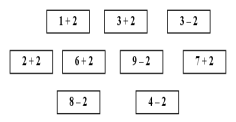 1 + 2 3 + 2 3 – 2
2 + 2 6 + 2 9 – 2 7 + 2
8 – 2 4 – 2